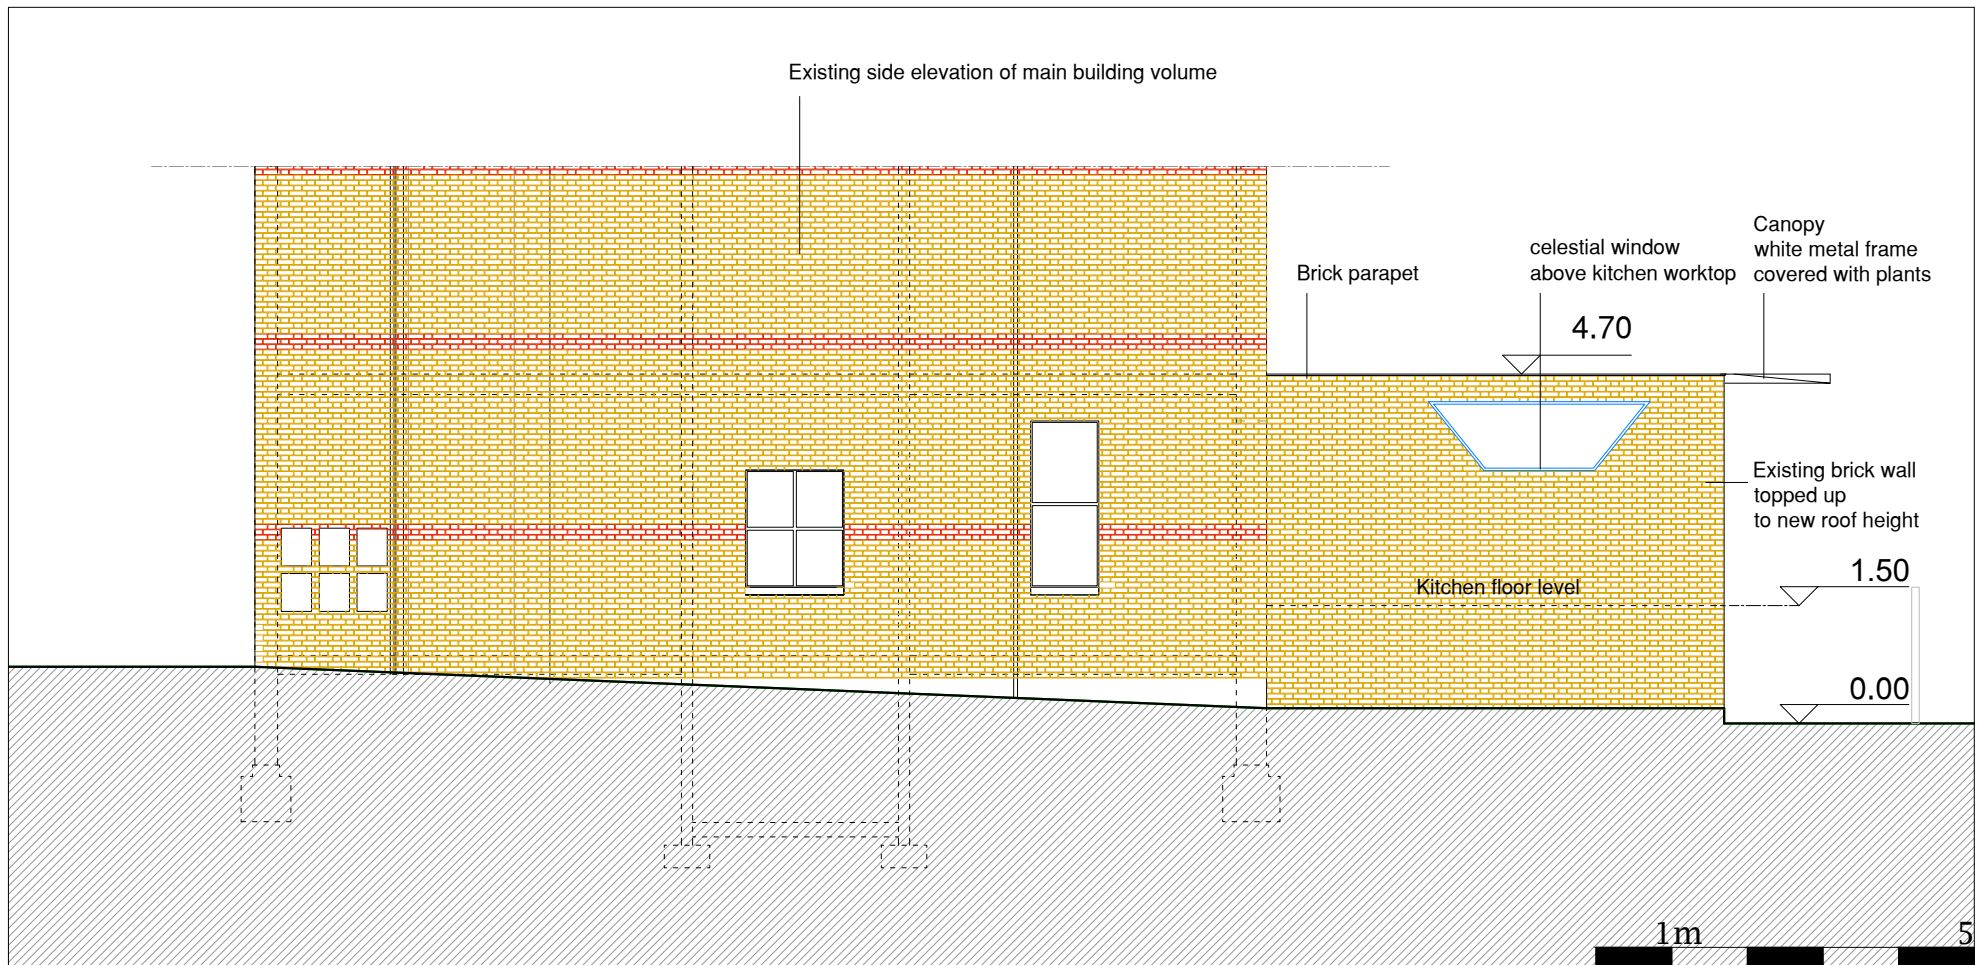 Existing side elevation of main building volume
Canopy
white metal frame
covered with plants
celestial window
above kitchen worktop
Brick parapet
4.70
Existing brick wall
topped up
to new roof height
1.50
Kitchen floor level
0.00
1m
5